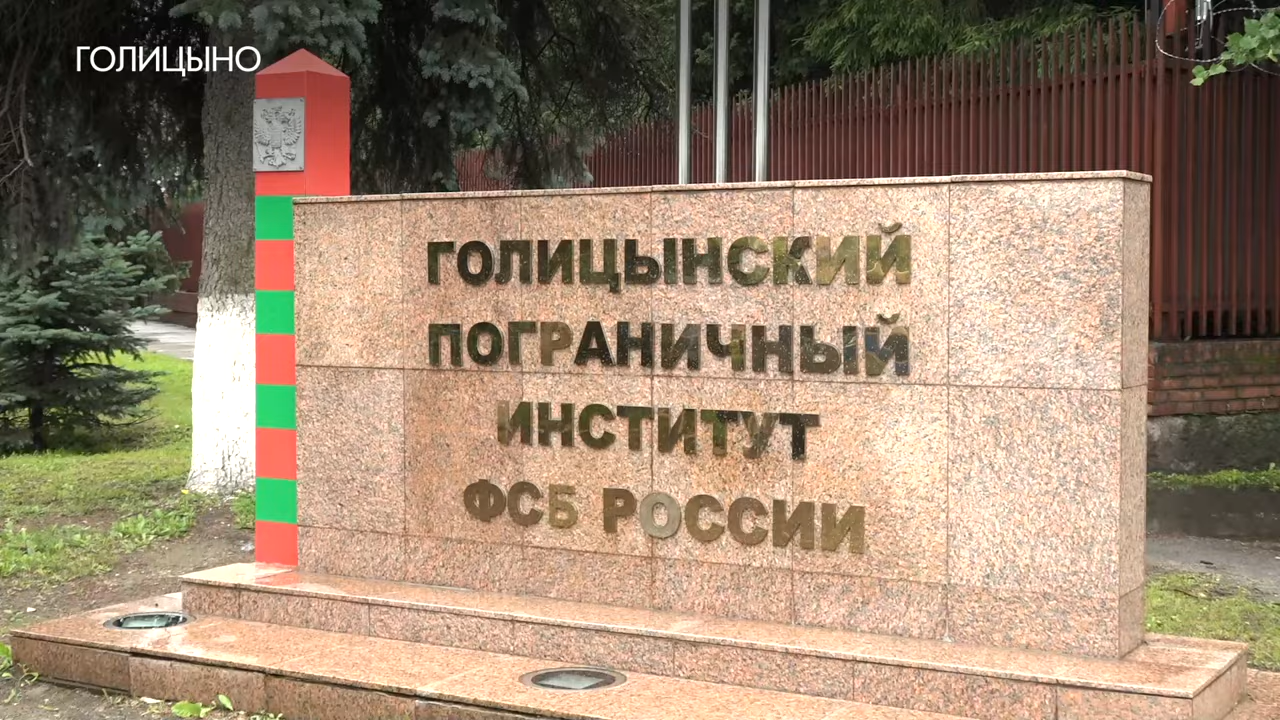 ГОЛИЦЫНО
ГОЛИЦЫНСКИЙ
ПОГРАНИЧНЫЙ
ИНСТИТУТ
ФСБ РОССИИ